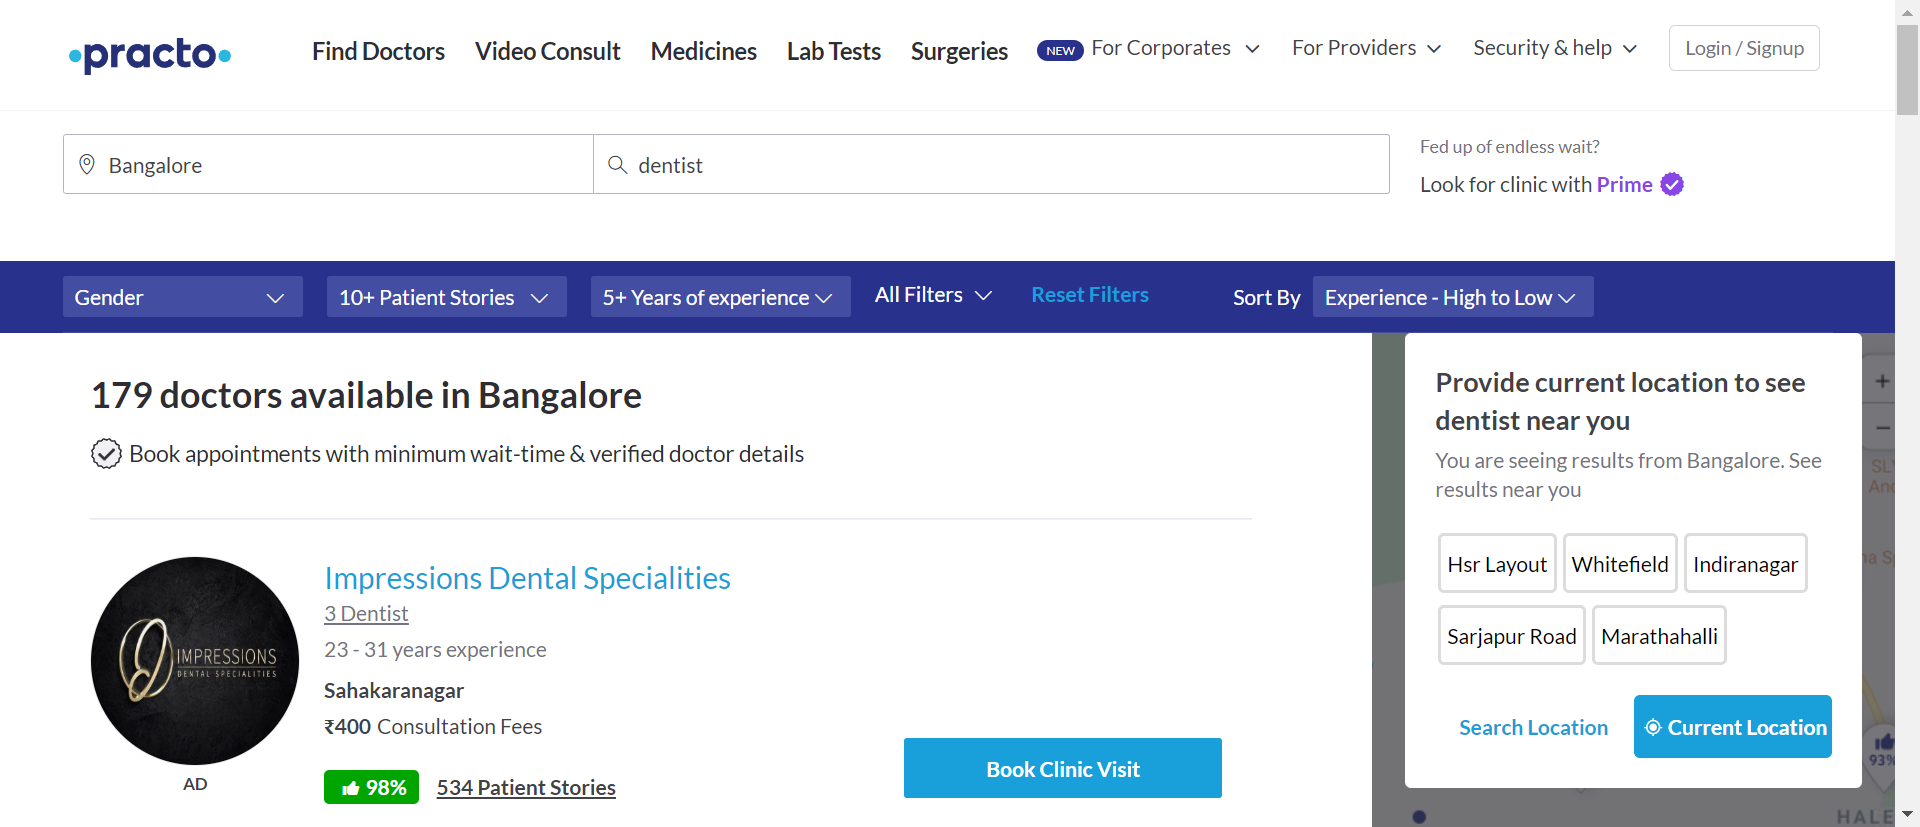 practo
Find Doctors
Video Consult
Medicines
Lab Tests
Surgeries
NEW
For Corporates
For Providers
Security & help
Login / Signup
Bangalore
dentist
Fed up of endless wait?
Look for clinic with Prime
Gender
10+ Patient Stories
5+ Years of experience
All Filters
Reset Filters
Sort By
Experience - High to Low
179 doctors available in Bangalore
Book appointments with minimum wait-time & verified doctor details
IMPRESSIONS
DENTAL SPECIALITIES
AD
Impressions Dental Specialities
3 Dentist
23 - 31 years experience
Sahakaranagar
₹400 Consultation Fees
98%
534 Patient Stories
Book Clinic Visit
Provide current location to see
dentist near you
You are seeing results from Bangalore. See
results near you
Hsr Layout
Whitefield
Indiranagar
Sarjapur Road
Marathahalli
Search Location
Current Location
+
−
93%